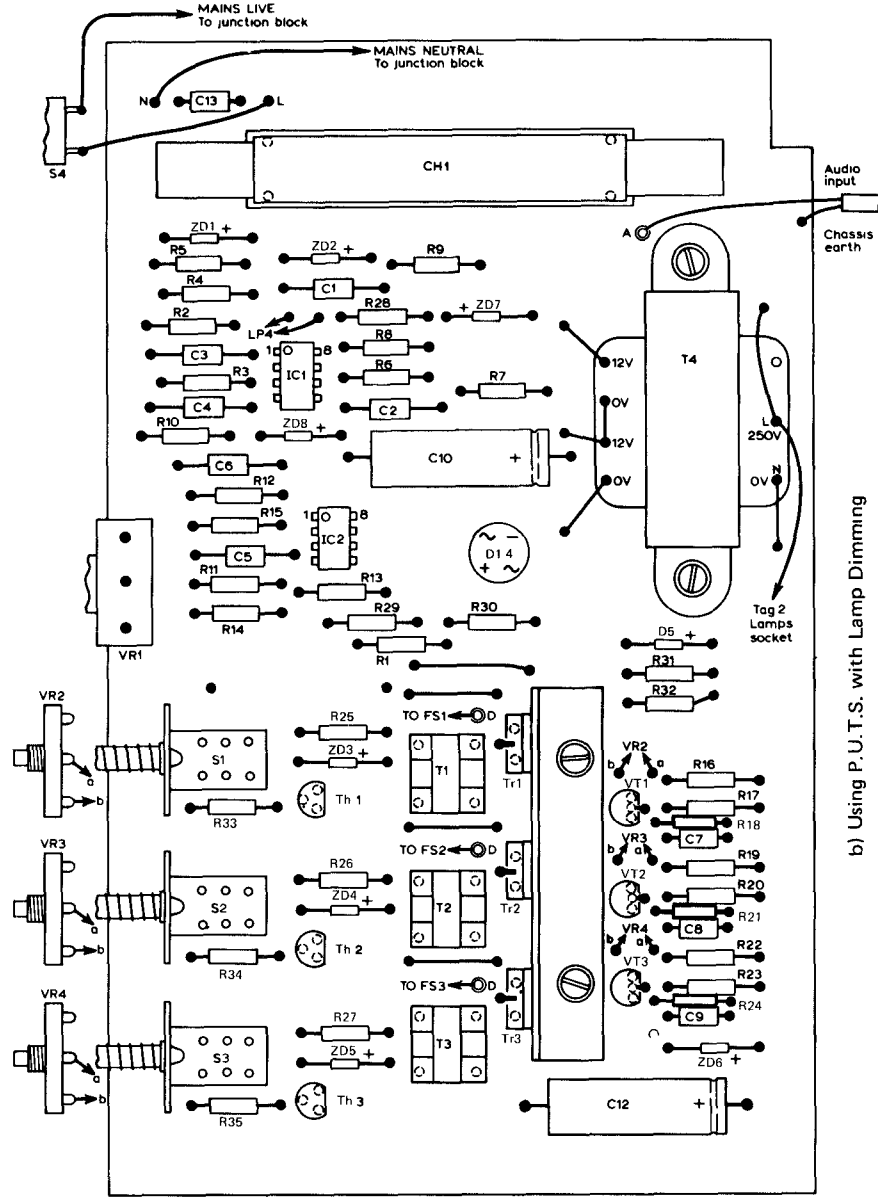 MAINS LIVE
To junction block
MAINS NEUTRAL
To junction block
N
C13
L
S4
CH1
Audio
input
A
Chassis
earth
ZD1 +
R5
ZD2 +
R9
R4
C1
R2
R28
+ ZD7
LP4
C3
1
8
R8
IC1
R3
R6
C4
C2
R7
R10
ZD8 +
C6
C10
+
R12
R15
1
8
IC2
C5
~ –
D1 4
+ ~
R11
R13
R14
R29
R30
R1
VR1
12V
0V
12V
0V
T4
L
250V
N
0V
Tag 2
Lamps
socket
D5 +
R31
R32
VR2
a
b
S1
R33
R25
ZD3 +
Th 1
TO FS1
D
T1
Tr1
VR2
b
a
VT1
R16
R17
R18
C7
VR3
a
b
S2
R34
R26
ZD4 +
Th 2
TO FS2
D
T2
Tr2
VR3
b
a
VT2
R19
R20
R21
C8
VR4
a
b
S3
R35
R27
ZD5 +
Th 3
TO FS3
D
T3
Tr3
VR4
b
a
VT3
R22
R23
R24
C9
ZD6 +
C12
+
b) Using P.U.T.S. with Lamp Dimming